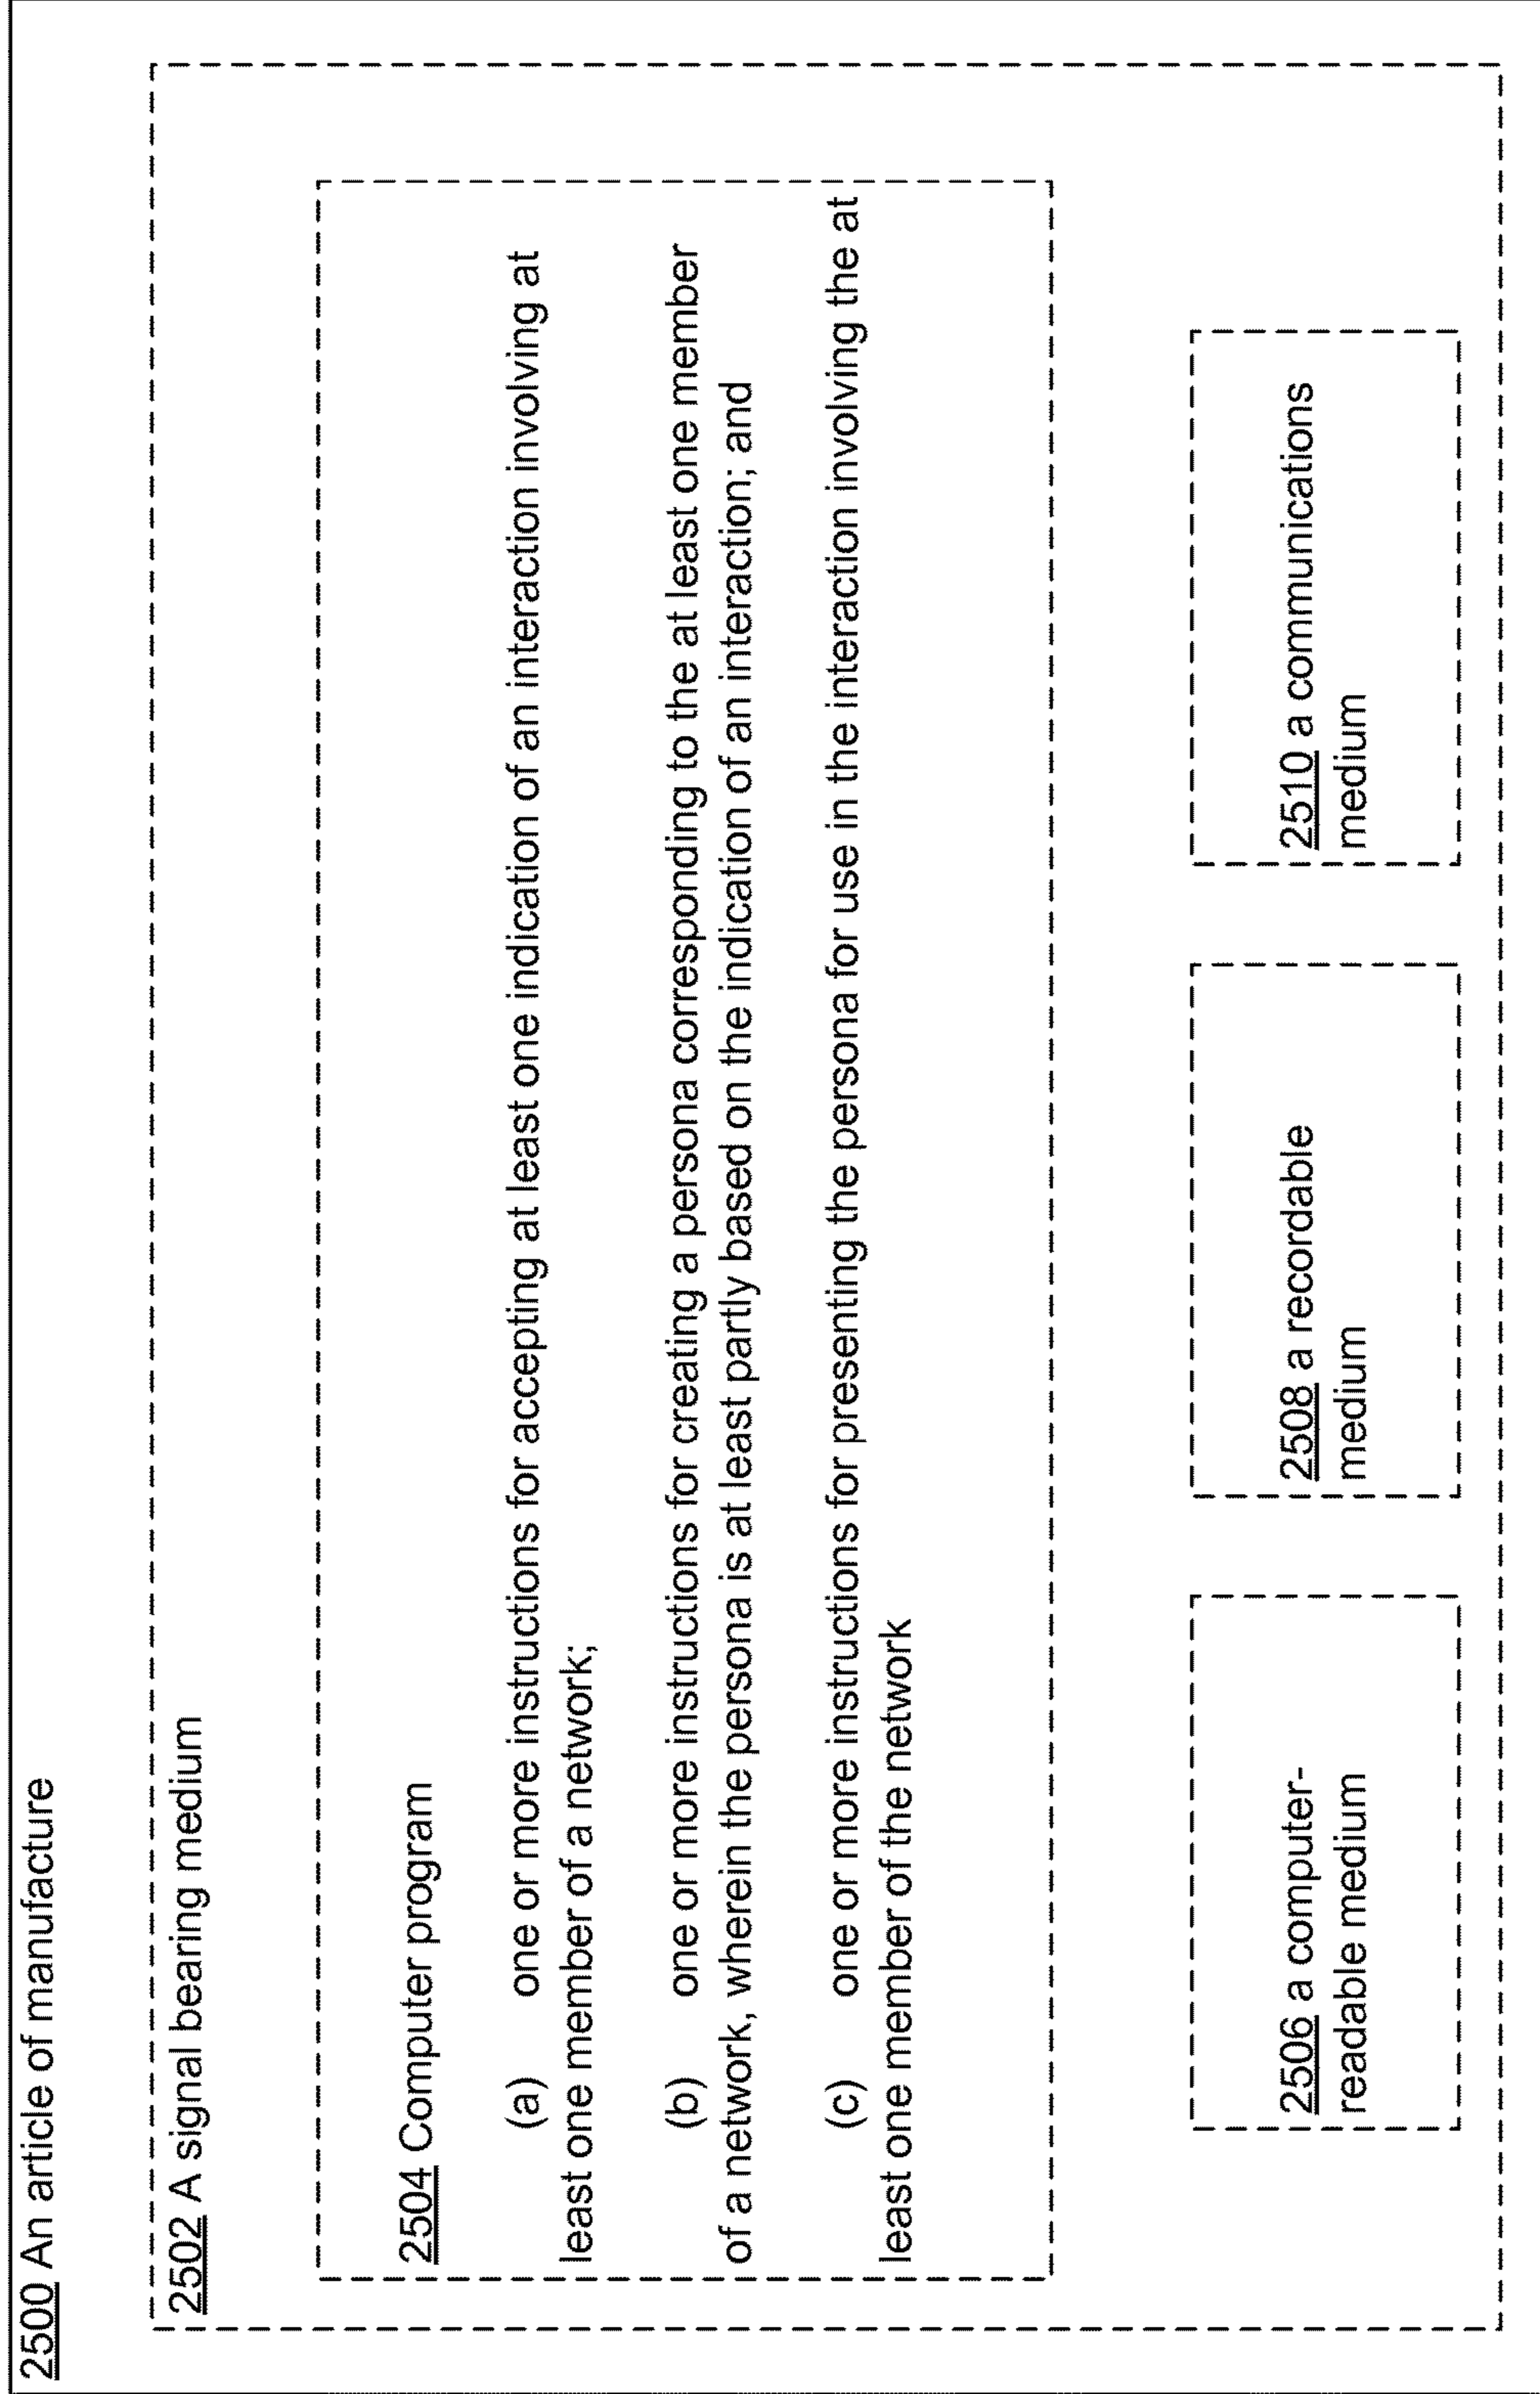 2500 An article of manufacture
2502 A signal bearing medium
2504 Computer program
(a) one or more instructions for accepting at least one indication of an interaction involving at
least one member of a network;
(b) one or more instructions for creating a persona corresponding to the at least one member
of a network, wherein the persona is at least partly based on the indication of an interaction; and
(c) one or more instructions for presenting the persona for use in the interaction involving the at
least one member of the network
2506 a computer-
readable medium
2508 a recordable
medium
2510 a communications
medium